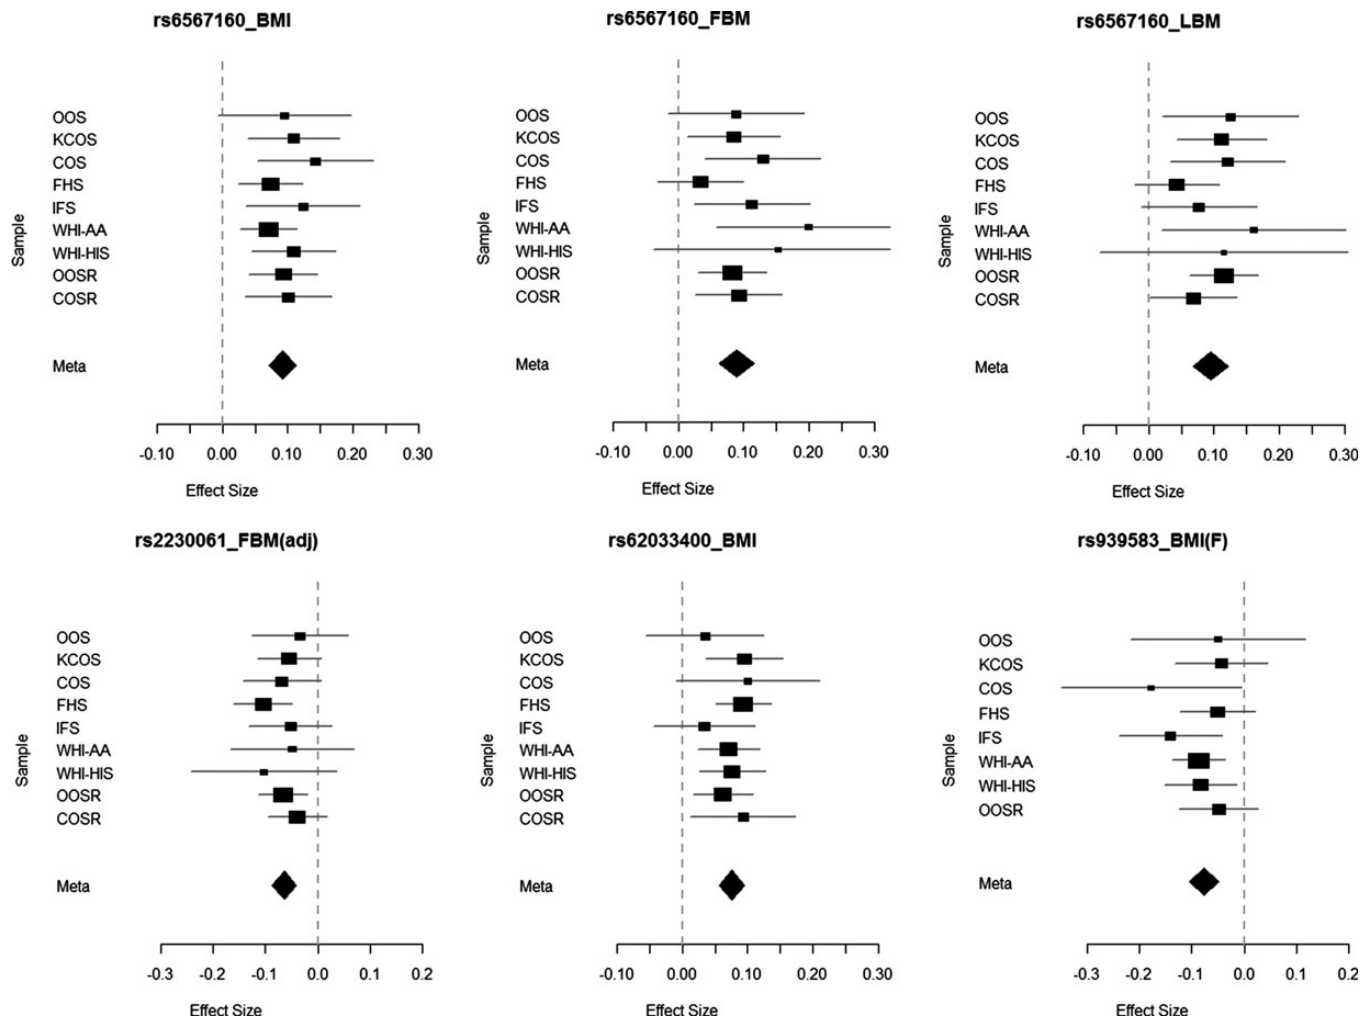 rs6567160_BMI
OOS
KCOS
COS
FHS
IFS
WHI-AA
WHI-HIS
OOSR
COSR
Meta
Sample
-0.10 0.00 0.10 0.20 0.30
Effect Size
rs6567160_FBM
OOS
KCOS
COS
FHS
IFS
WHI-AA
WHI-HIS
OOSR
COSR
Meta
Sample
-0.10 0.00 0.10 0.20 0.30
Effect Size
rs6567160_LBM
OOS
KCOS
COS
FHS
IFS
WHI-AA
WHI-HIS
OOSR
COSR
Meta
Sample
-0.10 0.00 0.10 0.20 0.30
Effect Size
rs2230061_FBM(adj)
OOS
KCOS
COS
FHS
IFS
WHI-AA
WHI-HIS
OOSR
COSR
Meta
Sample
-0.3 -0.2 -0.1 0.0 0.1 0.2
Effect Size
rs62033400_BMI
OOS
KCOS
COS
FHS
IFS
WHI-AA
WHI-HIS
OOSR
COSR
Meta
Sample
-0.10 0.00 0.10 0.20 0.30
Effect Size
rs939583_BMI(F)
OOS
KCOS
COS
FHS
IFS
WHI-AA
WHI-HIS
OOSR
Meta
Sample
-0.3 -0.2 -0.1 0.0 0.1 0.2
Effect Size